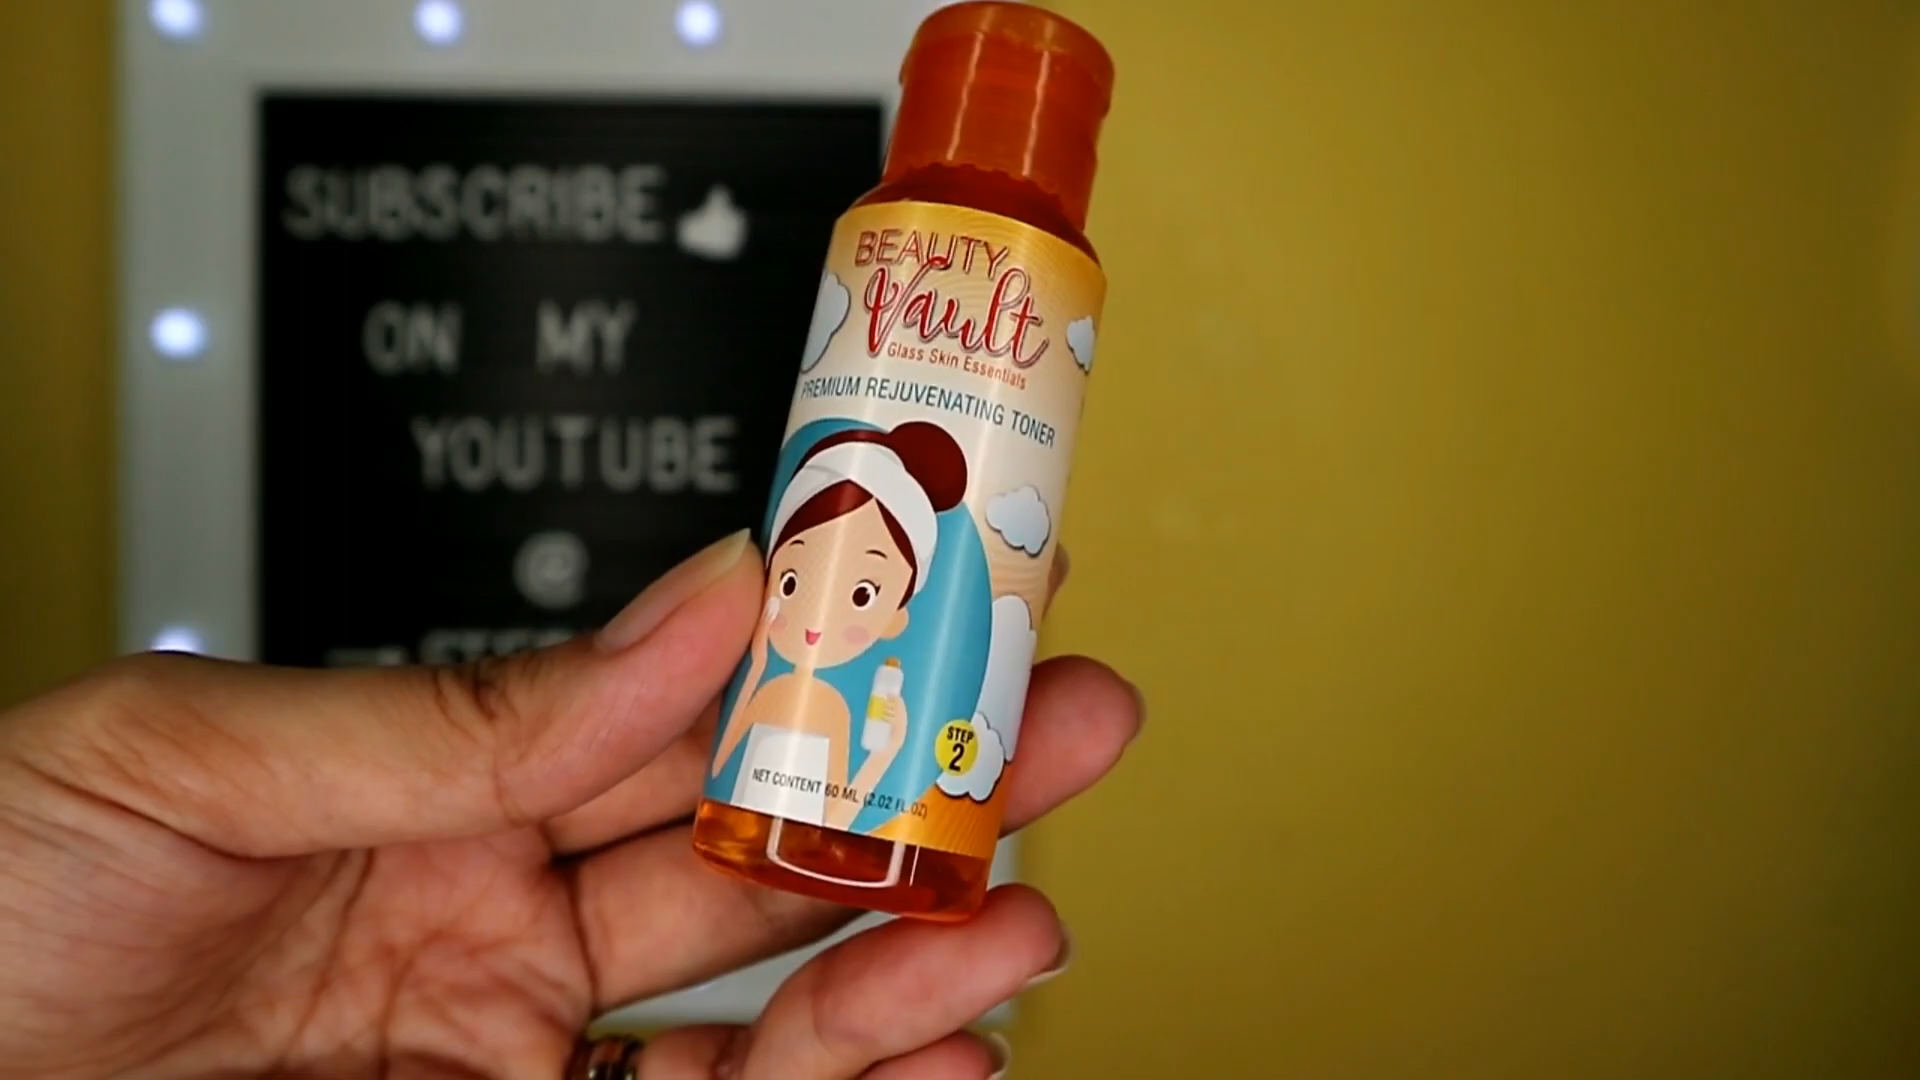 SUBSCRIBE
ON MY
YOUTUBE
@
BEAUTY
Vault
Glass Skin Essentials
PREMIUM REJUVENATING TONER
STEP
2
NET CONTENT 60 ML (2.02 FL.OZ)